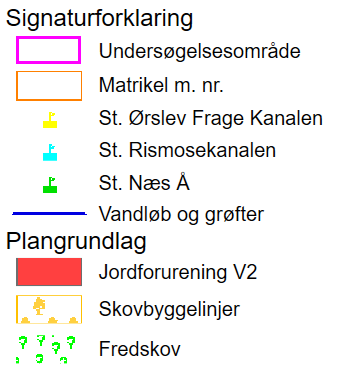 Signaturforklaring
Undersøgelsesområde
Matrikel m. nr.
St. Ørslev Frage Kanalen
St. Rismosekanalen
St. Næs Å
Vandløb og grøfter
Plangrundlag
Jordforurening V2
Skovbyggelinjer
Fredskov